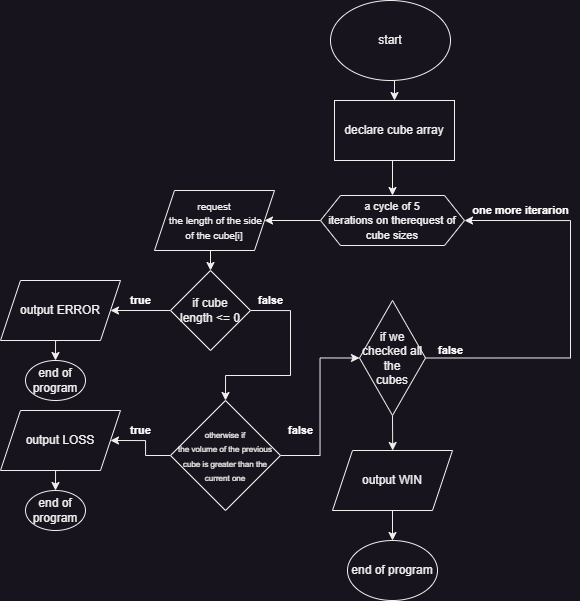 start
declare cube array
a cycle of 5
iterations on therequest of
cube sizes
one more iterarion
request
the length of the side
of the cube[i]
if cube
length <= 0
true
false
output ERROR
end of
program
if we
checked all
the
cubes
false
otherwise if
the volume of the previous
cube is greater than the
current one
true
false
output LOSS
end of
program
output WIN
end of program